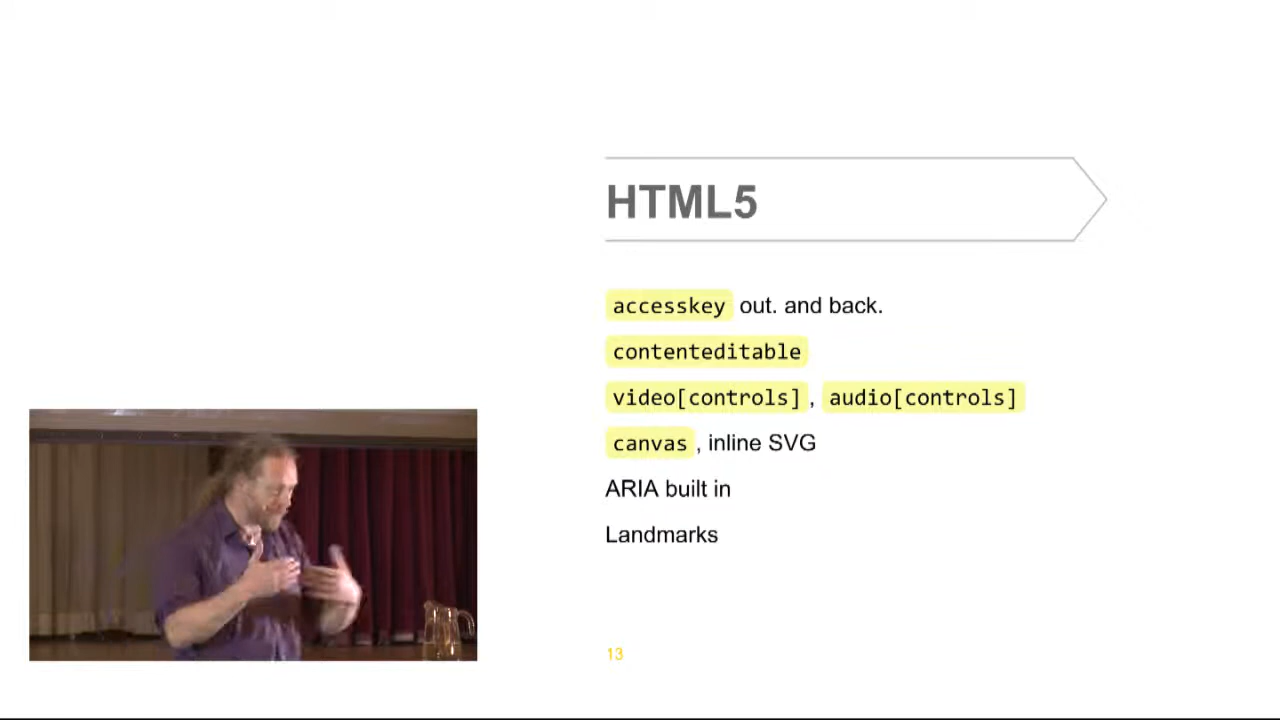 HTML5
accesskey out. and back.
contenteditable
video[controls], audio[controls]
canvas, inline SVG
ARIA built in
Landmarks
13